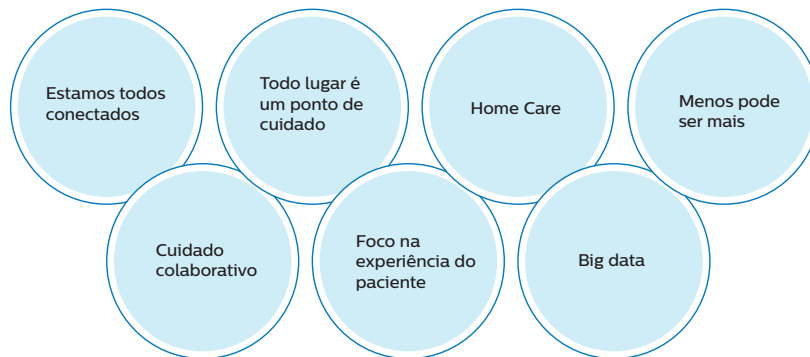 Estamos todos
conectados
Todo lugar é
um ponto de
cuidado
Home Care
Menos pode
ser mais
Cuidado
colaborativo
Foco na
experiência do
paciente
Big data